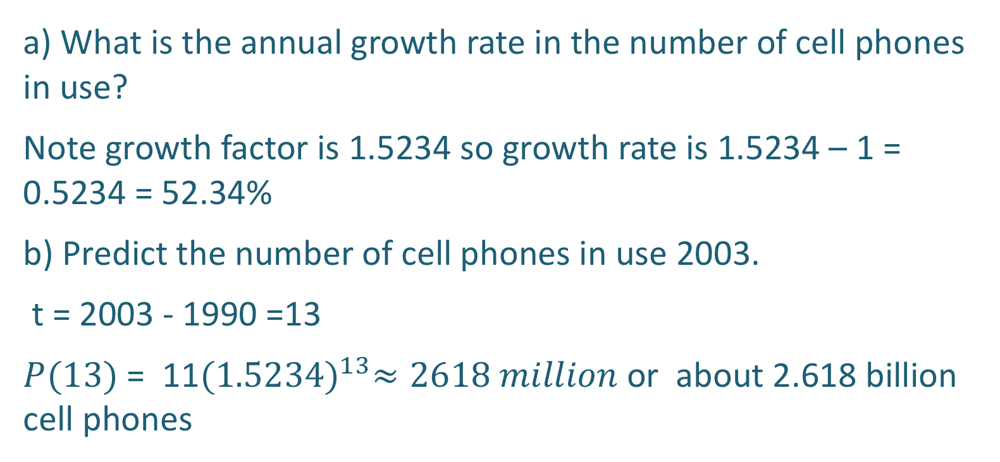 a) What is the annual growth rate in the number of cell phones
in use?
Note growth factor is 1.5234 so growth rate is 1.5234 – 1 =
0.5234 = 52.34%
b) Predict the number of cell phones in use 2003.
t = 2003 - 1990 =13
P(13) = 11(1.5234)¹³≈ 2618 million or about 2.618 billion
cell phones